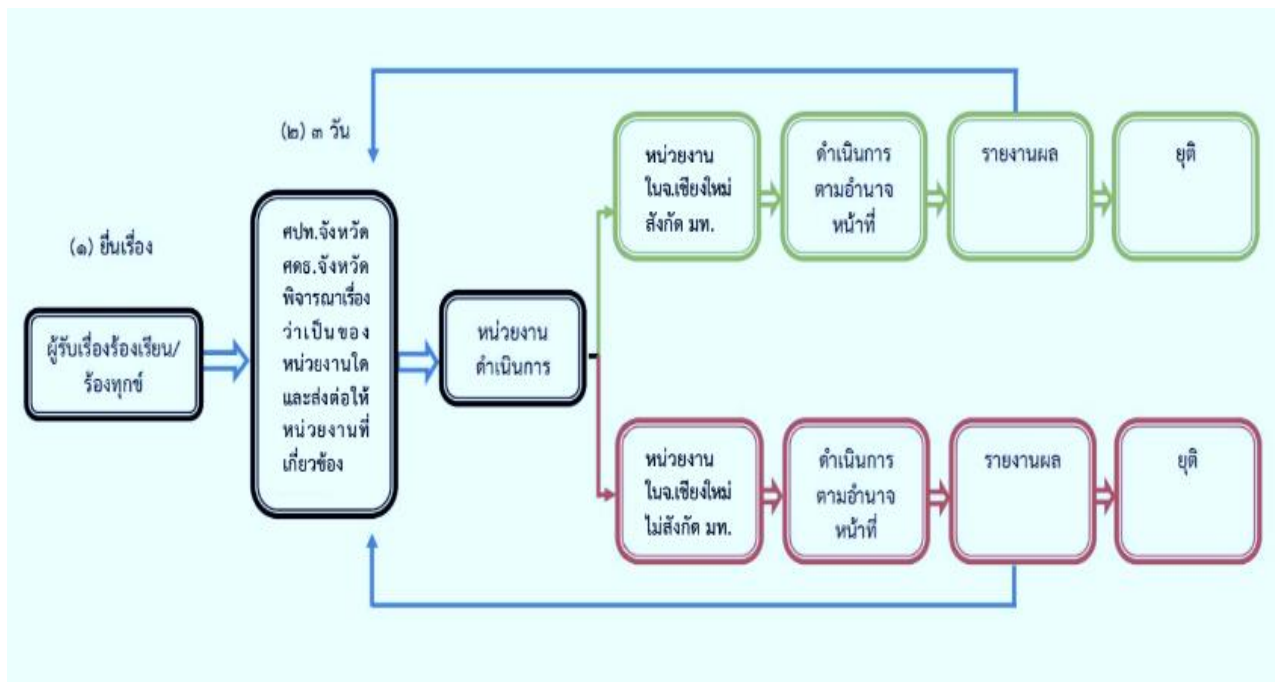 (๑) ยื่นเรื่อง
ผู้รับเรื่องร้องเรียน/
ร้องทุกข์
(๒) ๓ วัน
ศปท.จังหวัด
ศดธ.จังหวัด
พิจารณาเรื่อง
ว่าเป็นของ
หน่วยงานใด
และส่งต่อให้
หน่วยงานที่
เกี่ยวข้อง
หน่วยงาน
ดำเนินการ
หน่วยงาน
ในจ.เชียงใหม่
สังกัด มท.
ดำเนินการ
ตามอำนาจ
หน้าที่
รายงานผล
ยุติ
หน่วยงาน
ในจ.เชียงใหม่
ไม่สังกัด มท.
ดำเนินการ
ตามอำนาจ
หน้าที่
รายงานผล
ยุติ